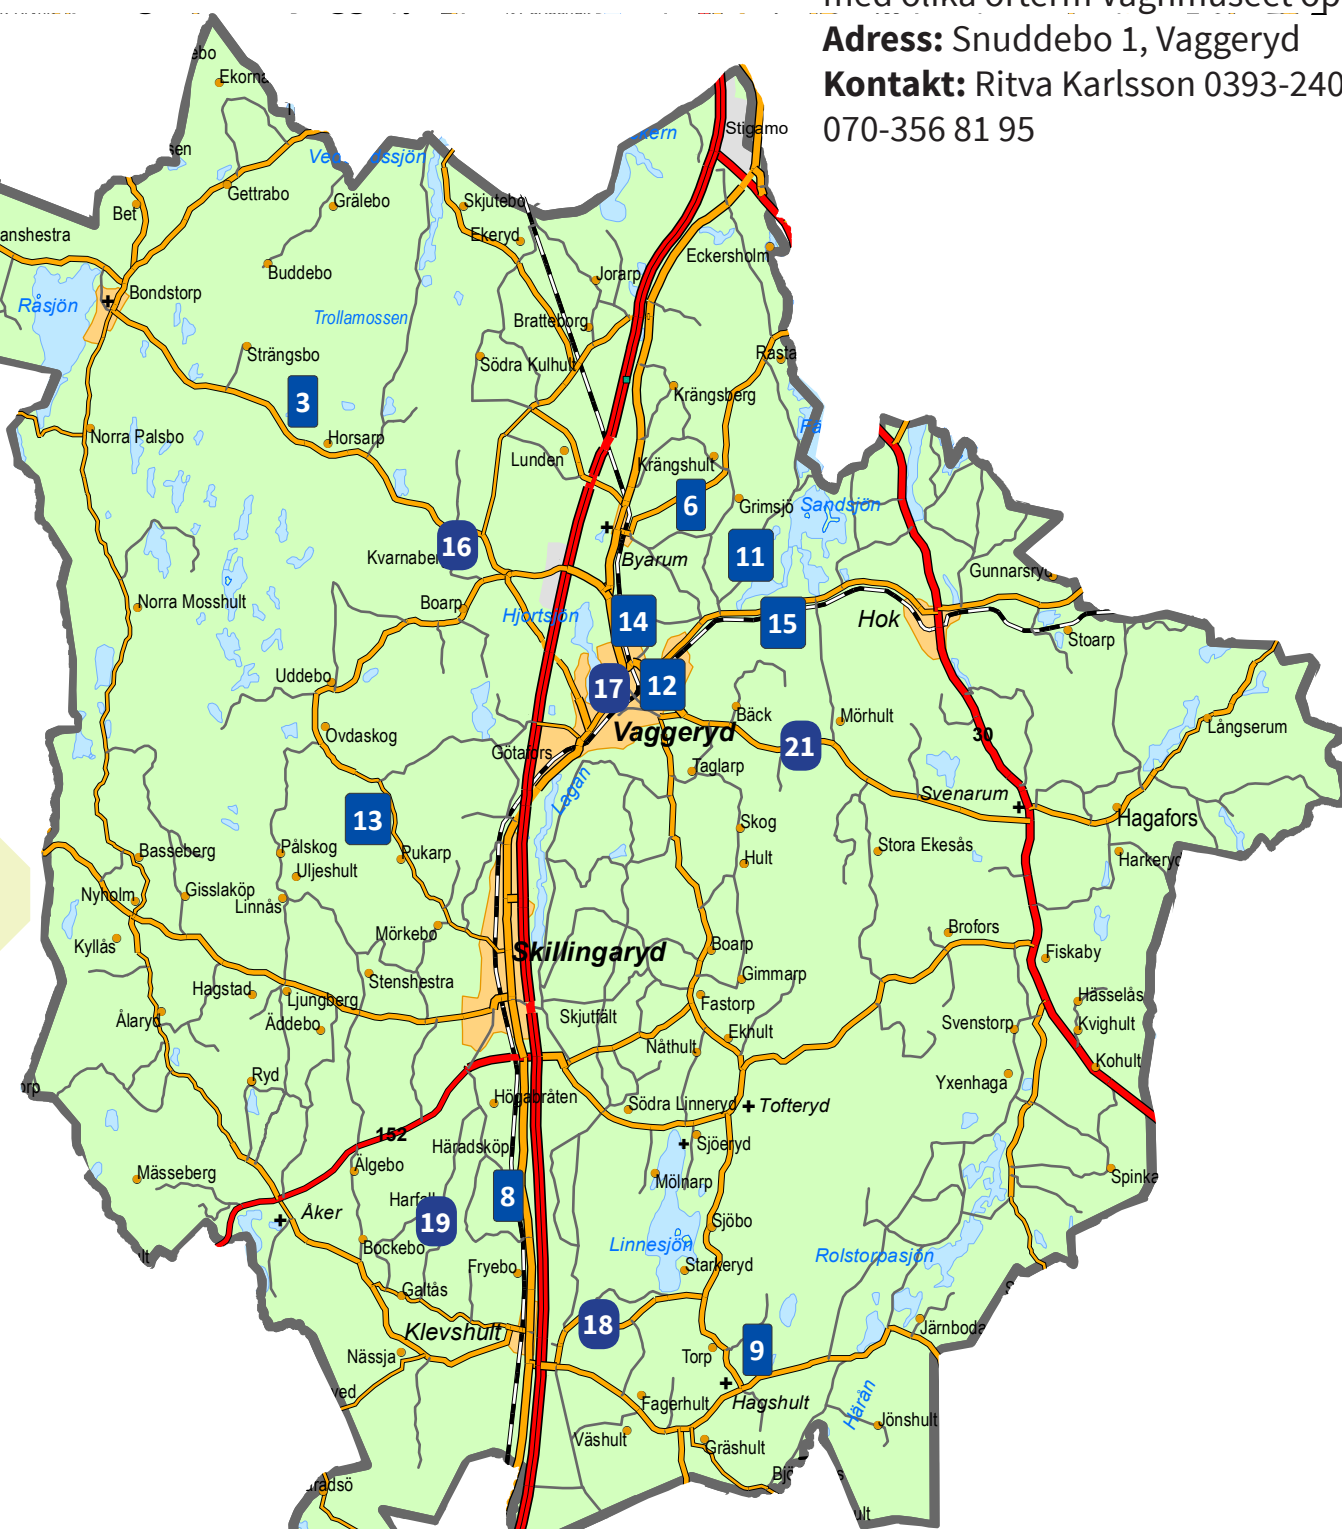 Adress: Snuddebo 1, Vaggeryd
Kontakt: Ritva Karlsson 0393-240
070-356 81 95
Stigamo
Gettrabo
Grälebo
Skjutebo
Bet
Ekeryd
anshestra
Eckersholm
Buddebo
Jorarp
Bondstorp
Råsjön
Trollamossen
Bratteborg
Strängsbo
Södra Kulhult
Rasta
Krängsberg
3
Norra Palsbo
Horsarp
Lunden
Krängshult
6
Grimsjö
Sandsjön
16
Kvarnaber
Byarum
11
Gunnarsryd
Norra Mosshult
Boarp
Hjortsjön
14
15
Hok
Stoarp
Uddebo
17
12
Bäck
Mörhult
Långserum
Ovdaskog
Vaggeryd
30
Götafors
21
Taglarp
Lagan
Svenarum
13
Skog
Hagafors
Basseberg
Pålskog
Pukarp
Hult
Stora Ekesås
Harkeryd
Uljeshult
Nyholm
Gisslaköp
Linnås
Mörkebo
Brofors
Kyllås
Skillingaryd
Boarp
Fiskaby
Hagstad
Stenshestra
Gimmarp
Ljungberg
Fastorp
Hässelås
Ålaryd
Äddebo
Skjutfält
Ekhult
Svenstorp
Kvighult
Nåthult
Kohult
Ryd
Yxenhaga
Högabråten
Södra Linneryd
Tofteryd
152
Häradsköp
Sjöeryd
Mässeberg
Älgebo
Mölnarp
Spinka
8
Harfall
Åker
19
Sjöbo
Bockebo
Linnesjön
Rolstorpasjön
Fryebo
Starkeryd
Galtås
18
Klevshult
Järnboda
9
Nässja
Torp
Fagerhult
Hagshult
Härån
Jönshult
Väshult
Gräshult